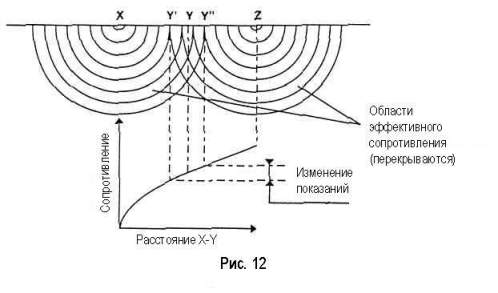 X Y' Y Y" Z
Области
эффективного
сопротивления
(перекрываются)
Сопротивление
Изменение
показаний
Расстояние X-Y
Рис. 12